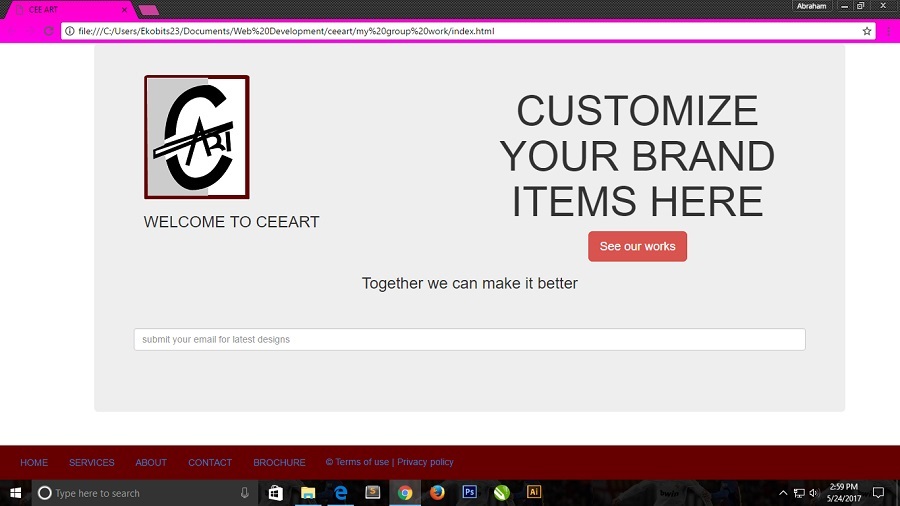 CEE ART
Abraham
file:///C:/Users/Ekobits23/Documents/Web%20Development/ceeart/my%20group%20work/index.html
C ART
WELCOME TO CEEART
CUSTOMIZE
YOUR BRAND
ITEMS HERE
See our works
Together we can make it better
submit your email for latest designs
HOME SERVICES ABOUT CONTACT BROCHURE © Terms of use | Privacy policy
Type here to search
S
Ps
Ai
2:59 PM
5/24/2017